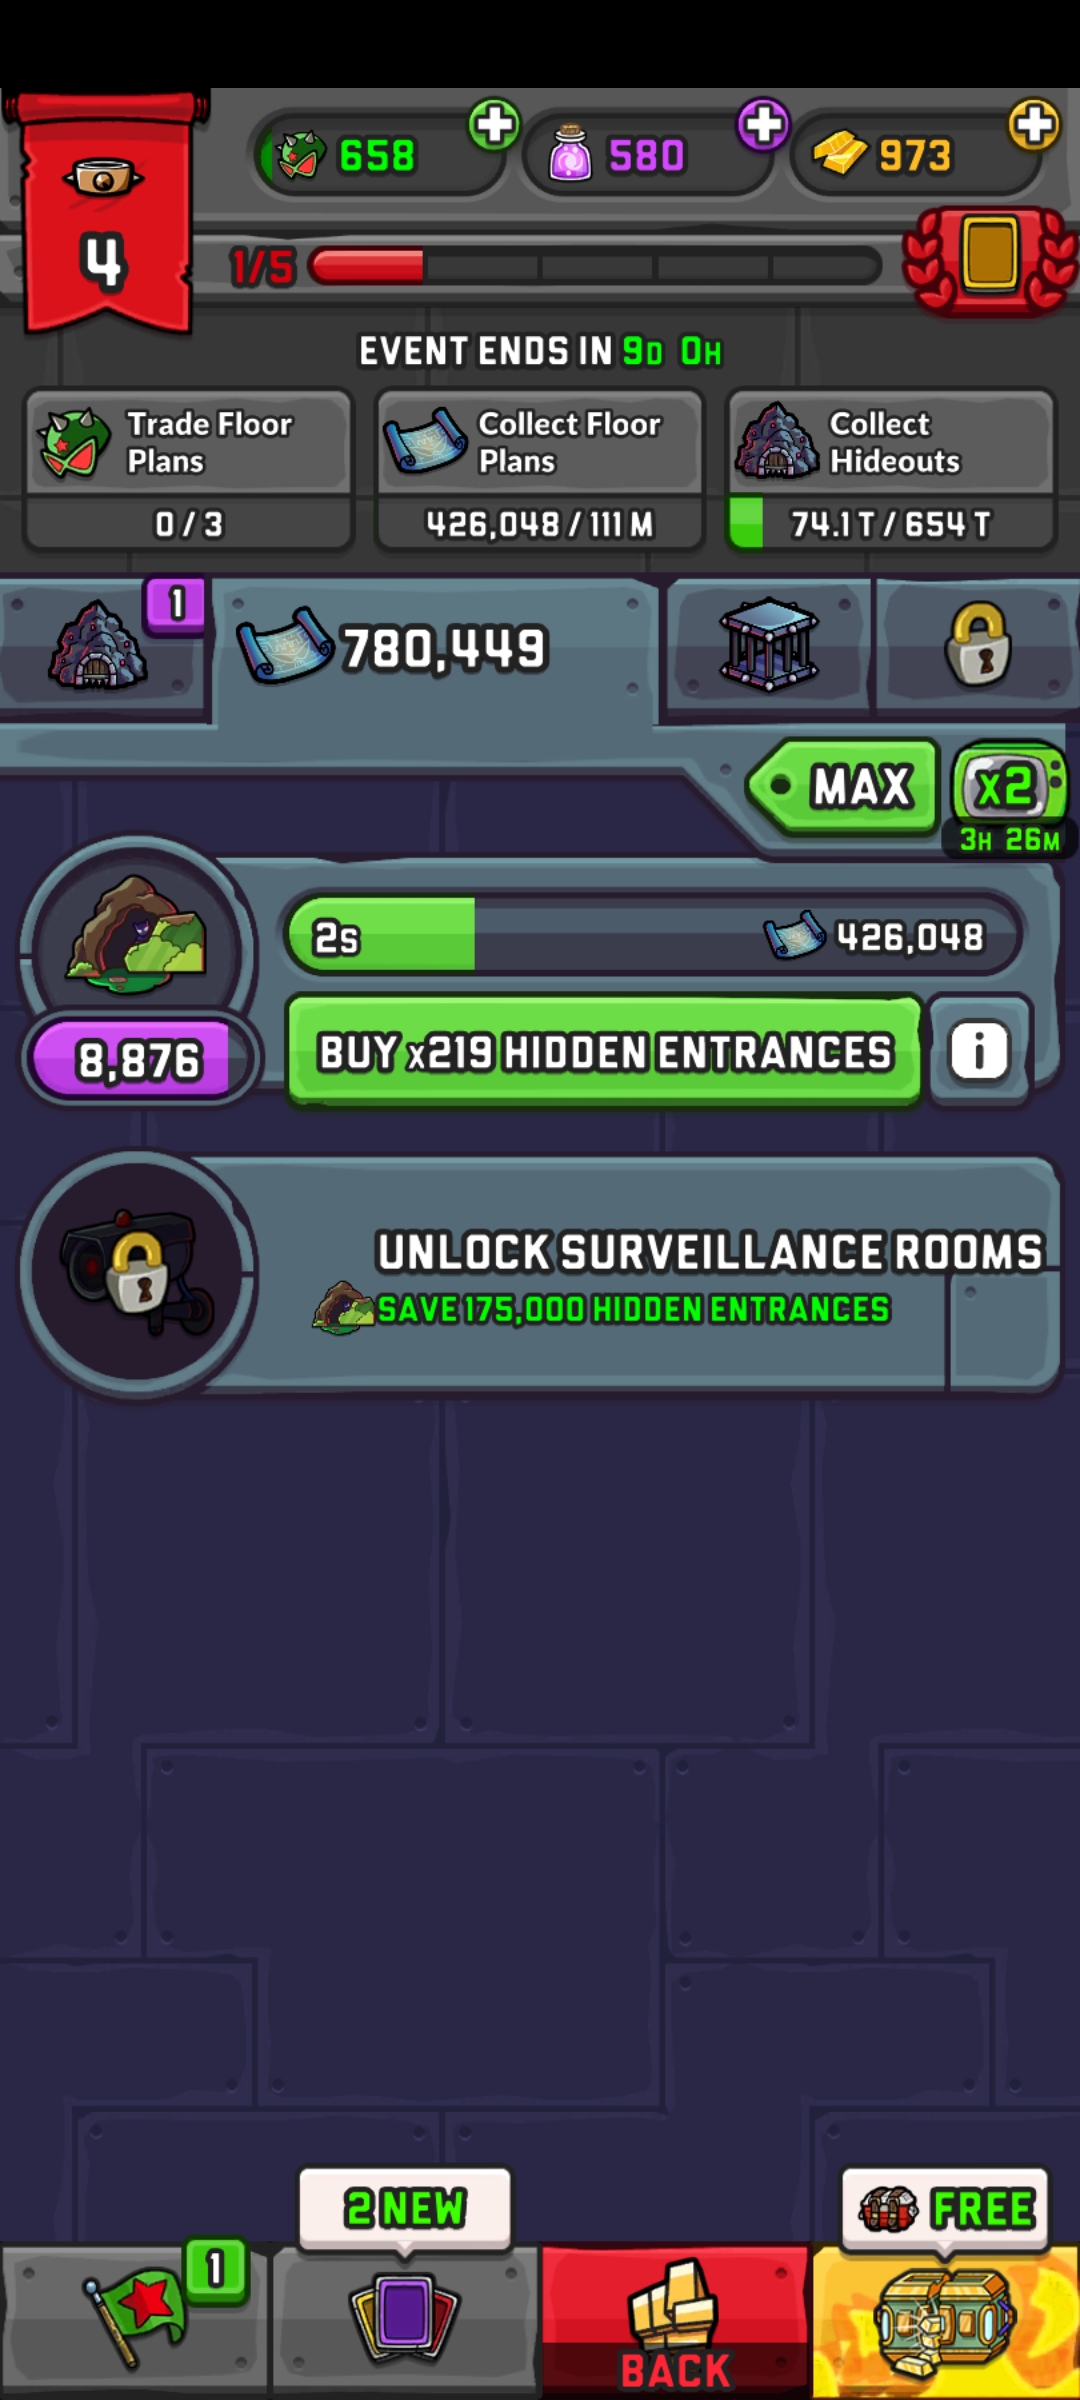 658
580
973
4
1/5
EVENT ENDS IN 9D 0H
Trade Floor
Plans
0 / 3
Collect Floor
Plans
426,048 / 111 M
Collect
Hideouts
74.1 T / 654 T
1
780,449
MAX
x2
3H 26M
2s
426,048
8,876
BUY x219 HIDDEN ENTRANCES
i
UNLOCK SURVEILLANCE ROOMS
SAVE 175,000 HIDDEN ENTRANCES
2 NEW
FREE
1
BACK